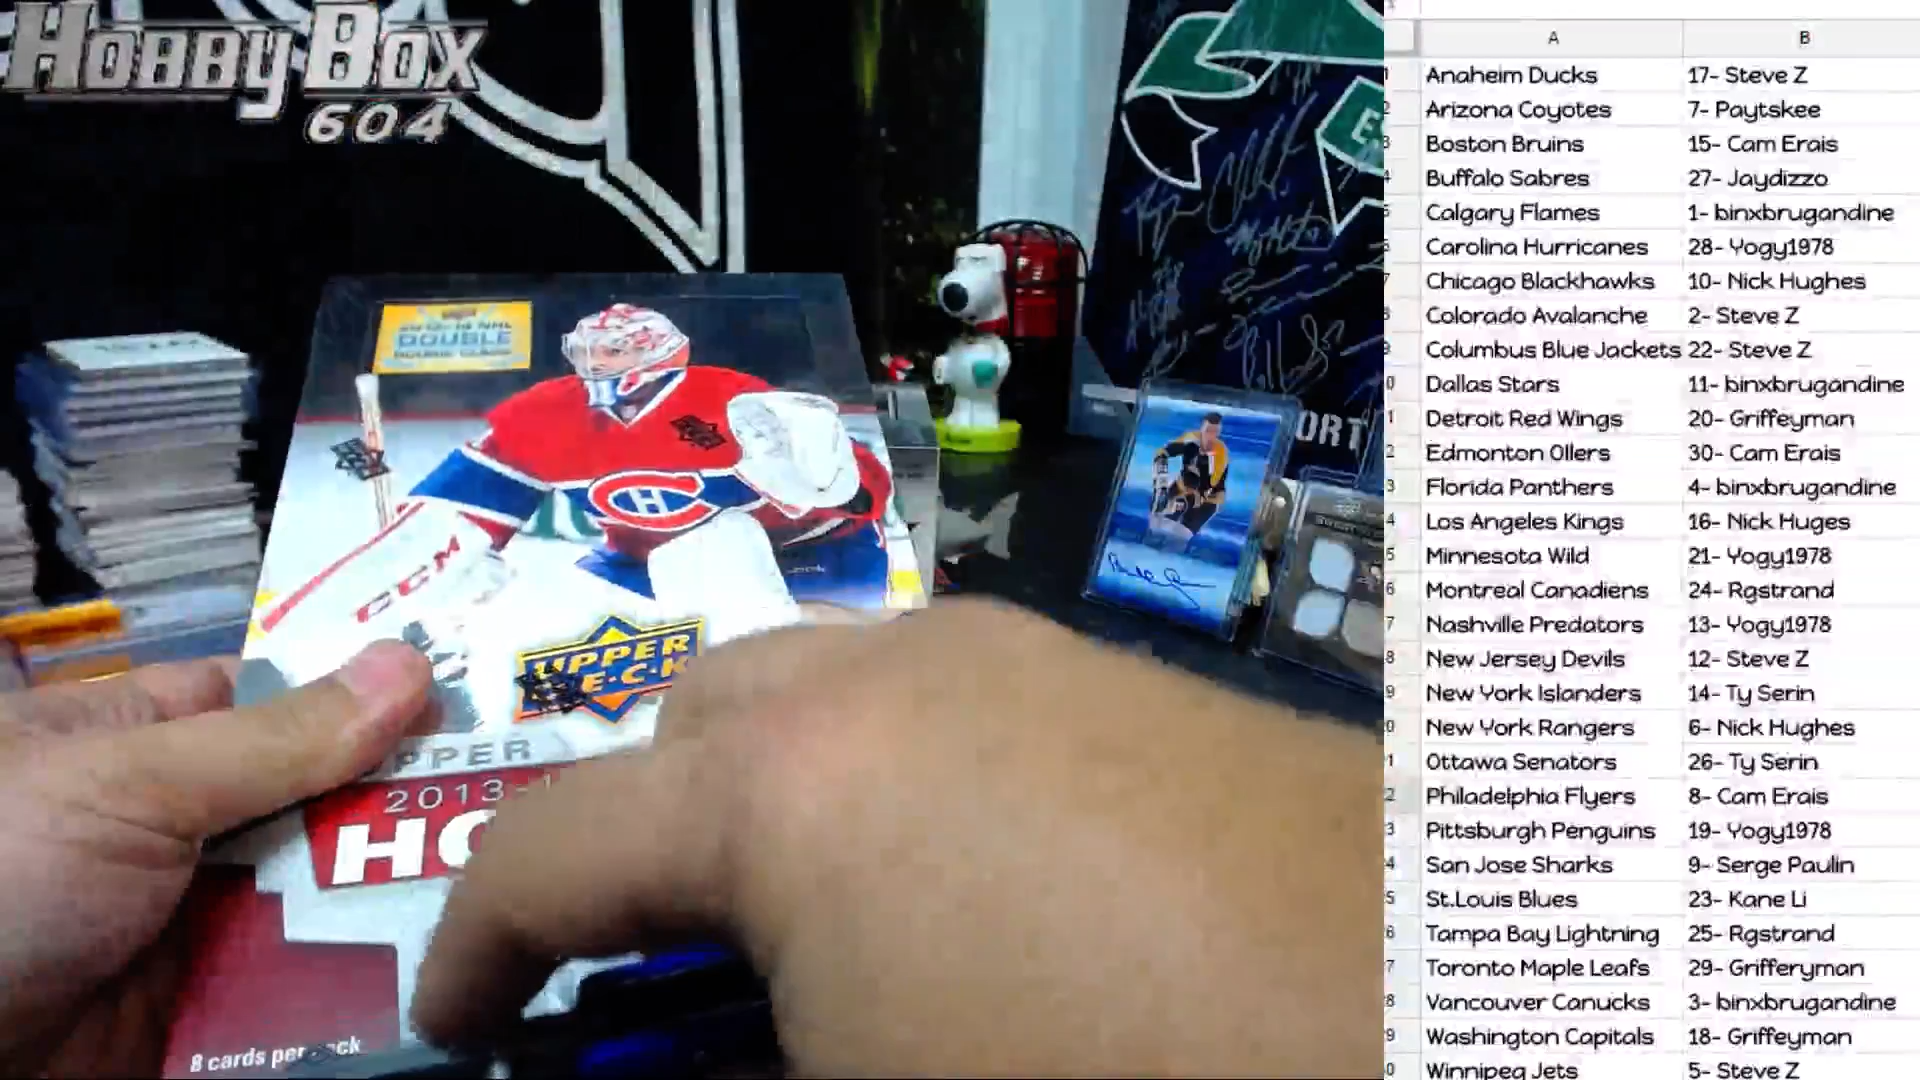 HOBBY BOX
604
DOUBLE
CCM
UPPER
2013-1
8 cards per
A B
Anaheim Ducks 17- Steve Z
Arizona Coyotes 7- Paytskee
Boston Bruins 15- Cam Erais
Buffalo Sabres 27- Jaydizzo
Calgary Flames 1- binxbrugandine
Carolina Hurricanes 28- Yogy1978
Chicago Blackhawks 10- Nick Hughes
Colorado Avalanche 2- Steve Z
Columbus Blue Jackets 22- Steve Z
Dallas Stars 11- binxbrugandine
Detroit Red Wings 20- Griffeyman
Edmonton Ollers 30- Cam Erais
Florida Panthers 4- binxbrugandine
Los Angeles Kings 16- Nick Huges
Minnesota Wild 21- Yogy1978
Montreal Canadiens 24- Rgstrand
Nashville Predators 13- Yogy1978
New Jersey Devils 12- Steve Z
New York Islanders 14- Ty Serin
New York Rangers 6- Nick Hughes
Ottawa Senators 26- Ty Serin
Philadelphia Flyers 8- Cam Erais
Pittsburgh Penguins 19- Yogy1978
San Jose Sharks 9- Serge Paulin
St.Louis Blues 23- Kane Li
Tampa Bay Lightning 25- Rgstrand
Toronto Maple Leafs 29- Grifferyman
Vancouver Canucks 3- binxbrugandine
Washington Capitals 18- Griffeyman
Winnipeg Jets 5- Steve Z